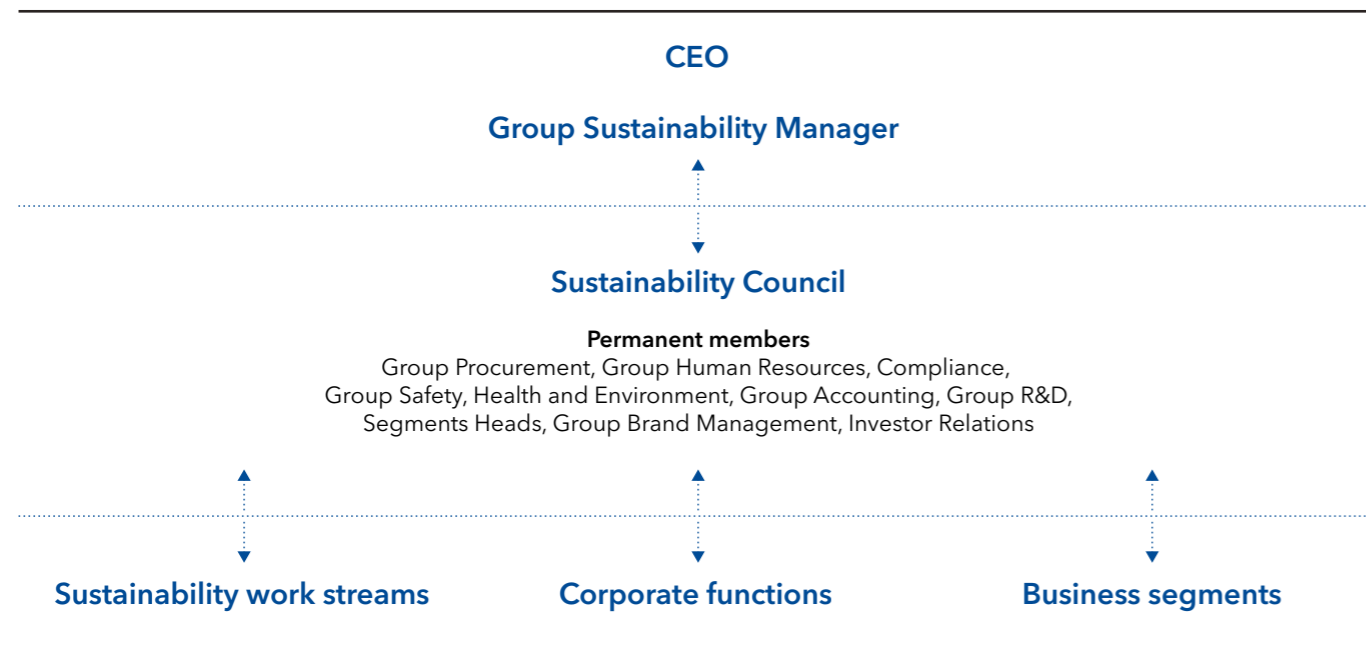 CEO
Group Sustainability Manager
Sustainability Council
Permanent members
Group Procurement, Group Human Resources, Compliance,
Group Safety, Health and Environment, Group Accounting, Group R&D,
Segments Heads, Group Brand Management, Investor Relations
Sustainability work streams
Corporate functions
Business segments